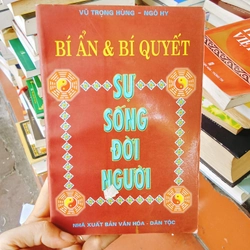 VŨ TRỌNG HÙNG - NGÔ HY
BÍ ẨN & BÍ QUYẾT
SỰ
SỐNG
ĐỜI
NGƯỜI
NHÀ XUẤT BẢN VĂN HÓA - DÂN TỘC